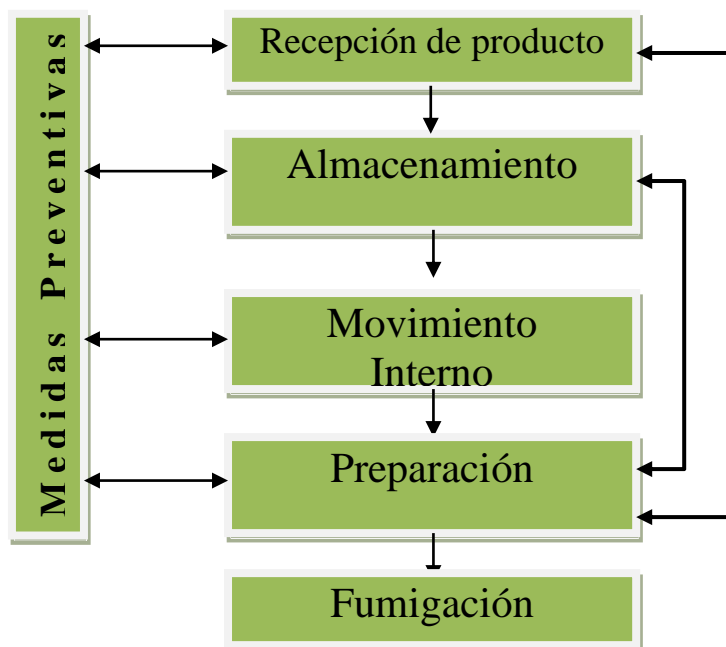 Medidas Preventivas
Recepción de producto
Almacenamiento
Movimiento
Interno
Preparación
Fumigación